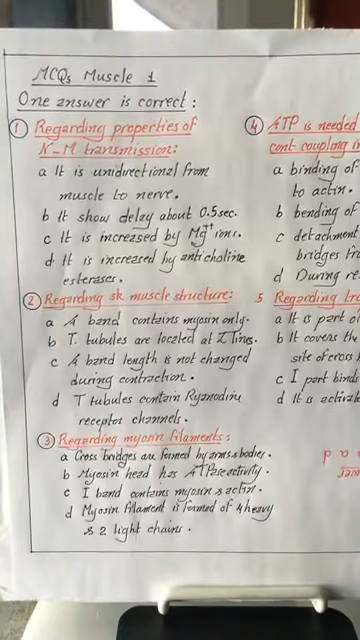 MCQs Muscle 1
One answer is correct:
① Regarding properties of
N-M transmission:
a It is unidirectional from
muscle to nerve.
b It show delay about 0.5 sec.
c It is increased by Mg++ ions.
d It is increased by anticholine
esterases.
② Regarding sk muscle structure:
a A band contains myosin only.
b T. tubules are located at Z lines.
c A band length is not changed
during contraction.
d T tubules contain Ryanodine
receptor channels.
③ Regarding myosin filaments:
a Cross bridges are formed by arms & bodies.
b Myosin head has ATPase activity.
c I band contains myosin & actin.
d Myosin filament is formed of 4 heavy
& 2 light chains.
④ ATP is needed
cont coupling in
a binding of
to actin.
b bending of
c detachment
bridges fro
d During re
5 Regarding tro
a It is part of
b It covers the
site of cross b
c I part binds
d It is activat